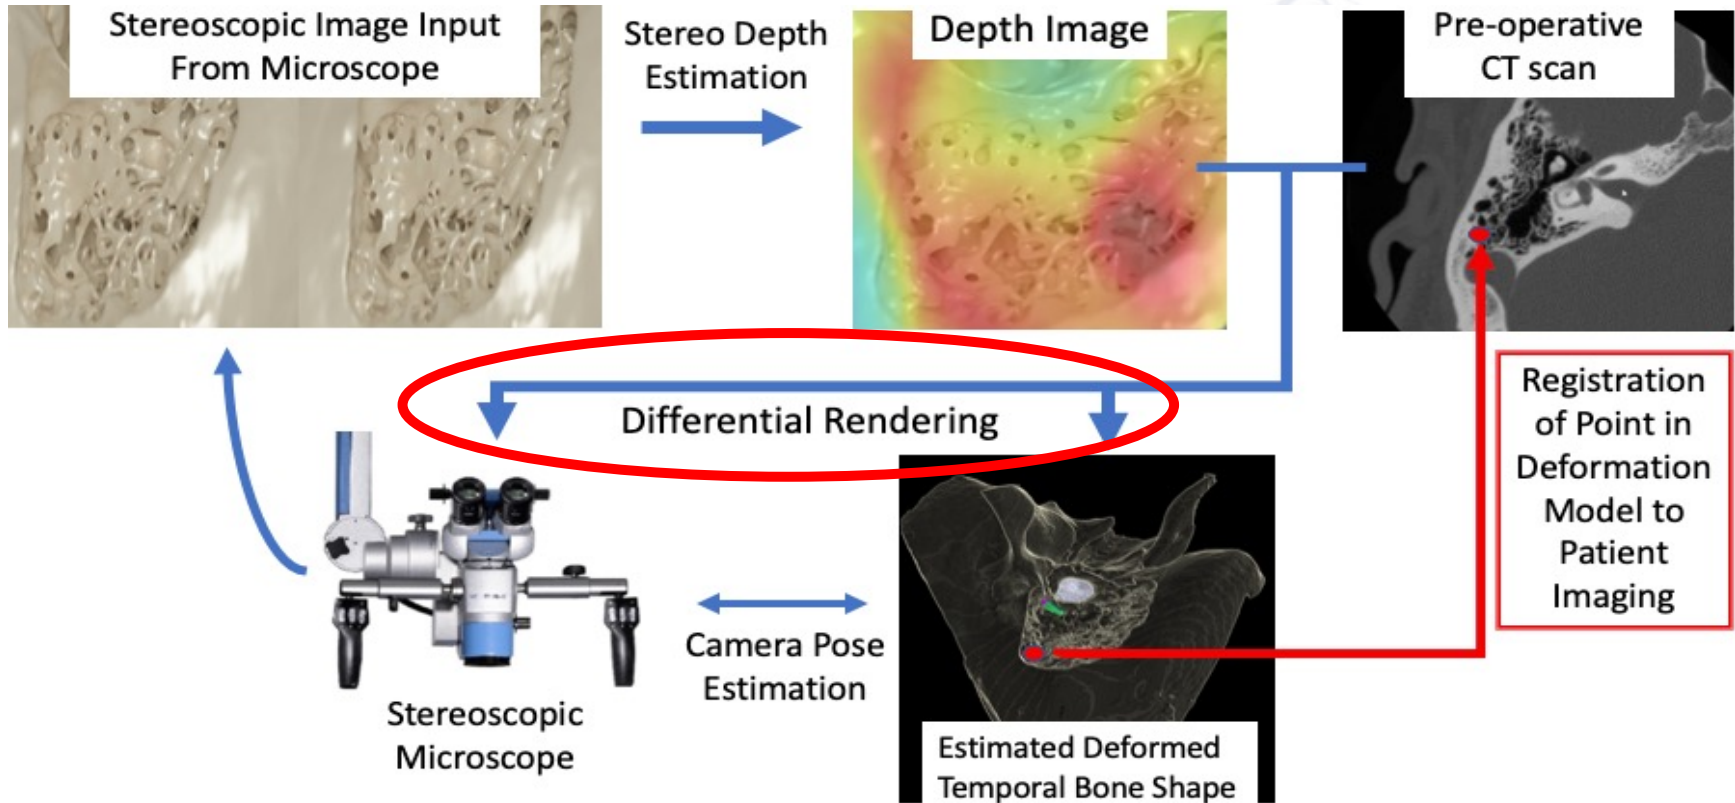 Stereoscopic Image Input
From Microscope
Stereo Depth
Estimation
Depth Image
Pre-operative
CT scan
Differential Rendering
Registration
of Point in
Deformation
Model to
Patient
Imaging
Camera Pose
Estimation
Stereoscopic
Microscope
Estimated Deformed
Temporal Bone Shape